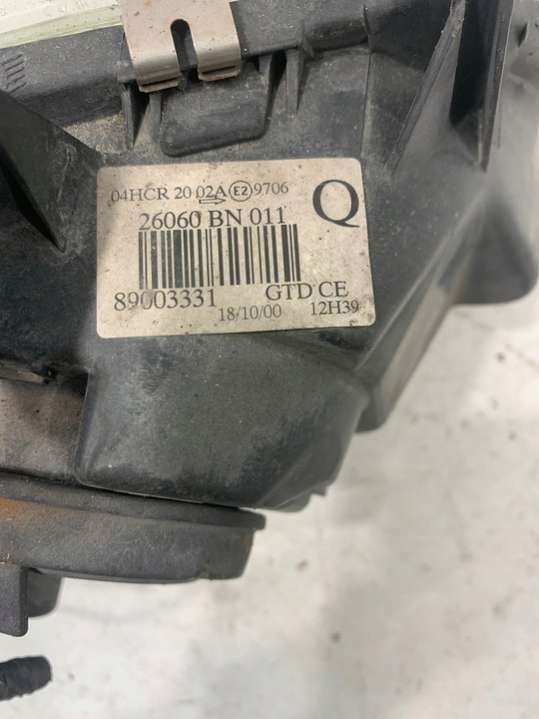 04HCR 20 02A E2 9706
26060 BN 011
Q
89003331 GTD CE
18/10/00 12H39